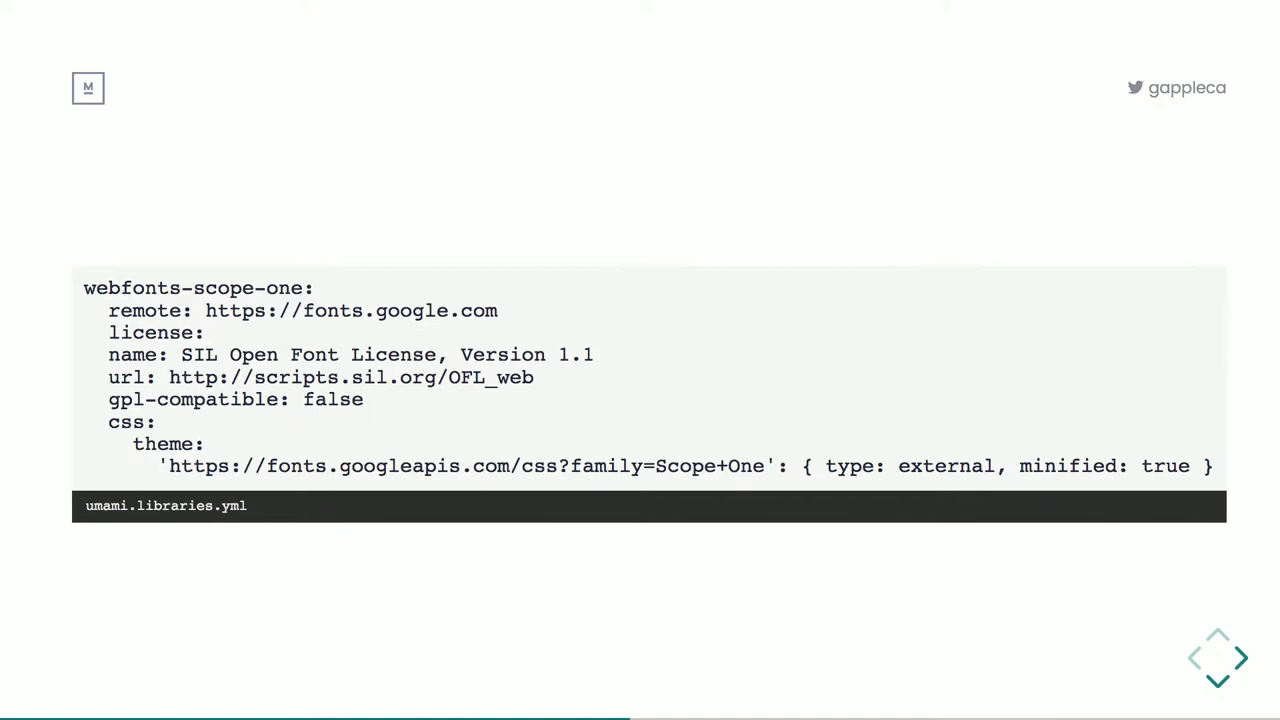 M
gappleca
webfonts-scope-one:
  remote: https://fonts.google.com
  license:
  name: SIL Open Font License, Version 1.1
  url: http://scripts.sil.org/OFL_web
  gpl-compatible: false
  css:
    theme:
      'https://fonts.googleapis.com/css?family=Scope+One': { type: external, minified: true }
umami.libraries.yml